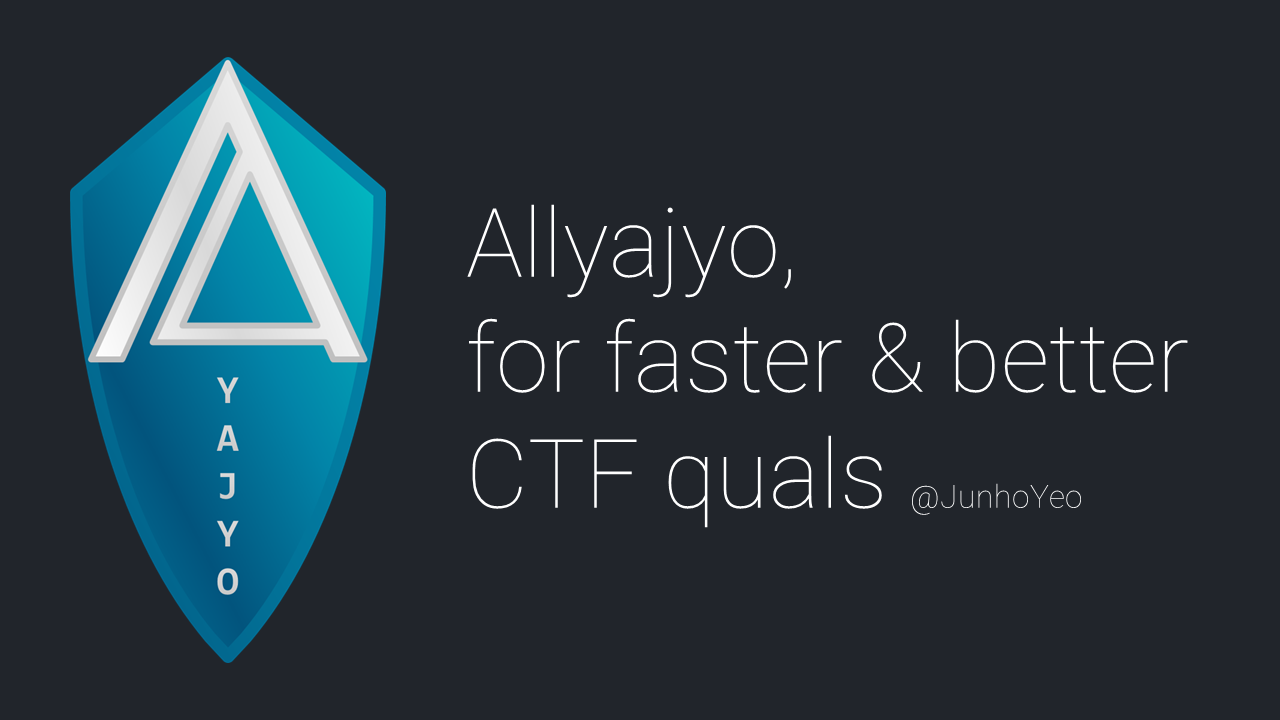 Y
A
J
Y
O
Allyajyo,
for faster & better
CTF quals @JunhoYeo